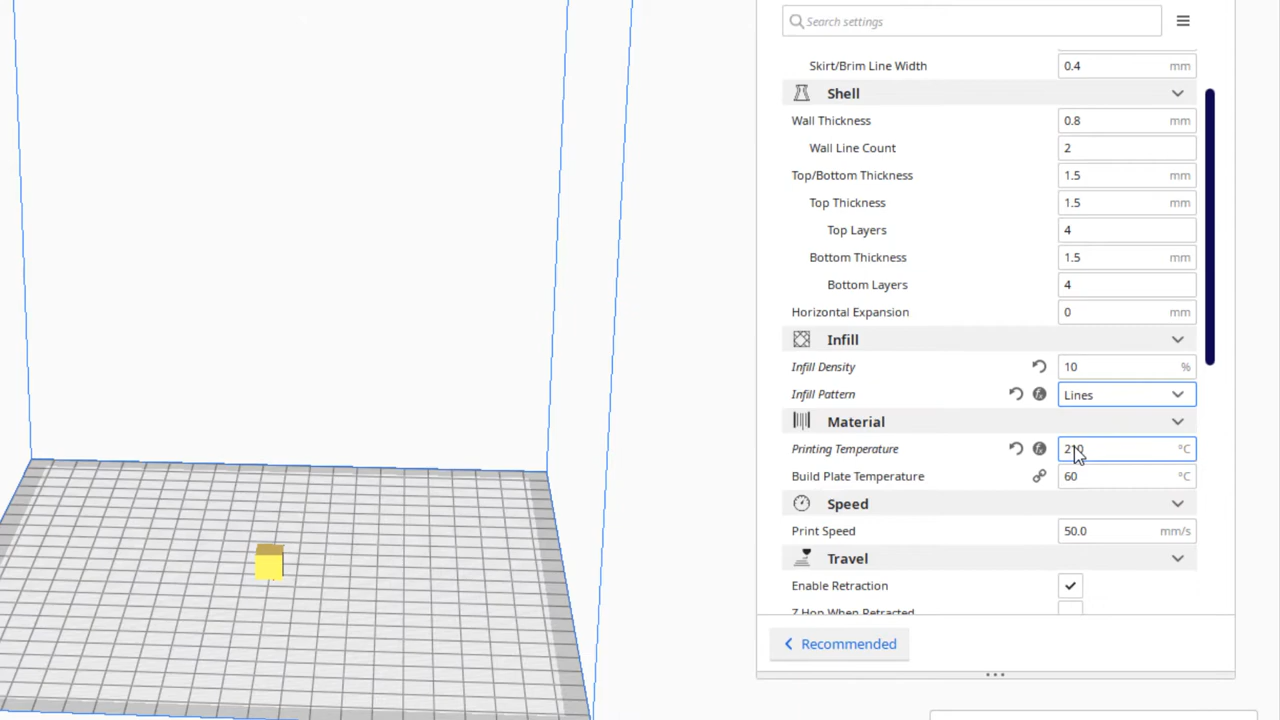 Search settings
Skirt/Brim Line Width 0.4 mm
Shell
Wall Thickness 0.8 mm
Wall Line Count 2
Top/Bottom Thickness 1.5 mm
Top Thickness 1.5 mm
Top Layers 4
Bottom Thickness 1.5 mm
Bottom Layers 4
Horizontal Expansion 0 mm
Infill
Infill Density 10 %
Infill Pattern Lines
Material
Printing Temperature °C
Build Plate Temperature 60 °C
Speed
Print Speed 50.0 mm/s
Travel
Enable Retraction
Z Hop When Retracted
Recommended